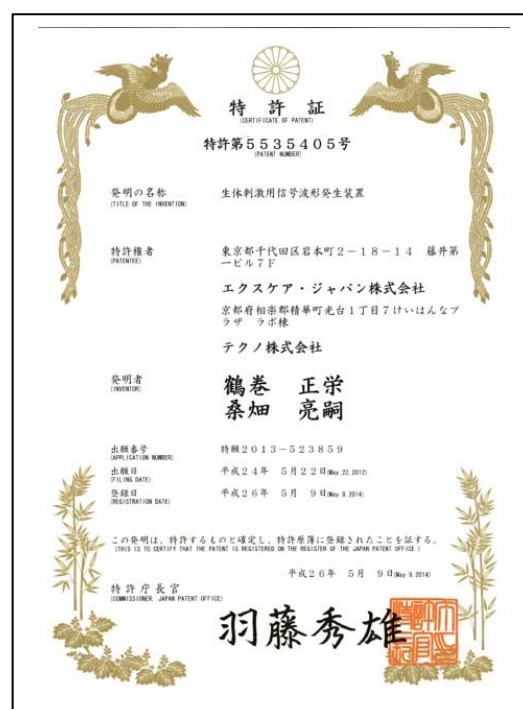 特許証
(CERTIFICATE OF PATENT)
特許第5535405号
(PATENT NUMBER)
発明の名称
(TITLE OF THE INVENTION)
生体刺激用信号波形発生装置
特許権者
(PATENTEE)
東京都千代田区岩本町2-18-14 藤井第
一ビル7F
エクスケア・ジャパン株式会社
京都府相楽郡精華町光台1丁目7けいはんなプ
ラザ ラボ棟
テクノ株式会社
発明者
(INVENTOR)
鶴巻 正栄
桑畑 亮嗣
出願番号
(APPLICATION NUMBER)
特願2013-523859
出願日
(FILING DATE)
平成24年 5月22日(May 22,2012)
登録日
(REGISTRATION DATE)
平成26年 5月 9日(May 9,2014)
この発明は、特許するものと確定し、特許原簿に登録されたことを証する。
(THIS IS TO CERTIFY THAT THE PATENT IS REGISTERED ON THE REGISTER OF THE JAPAN PATENT OFFICE.)
平成26年 5月 9日(May 9,2014)
特許庁長官
(COMMISSIONER, JAPAN PATENT OFFICE)
羽藤秀雄